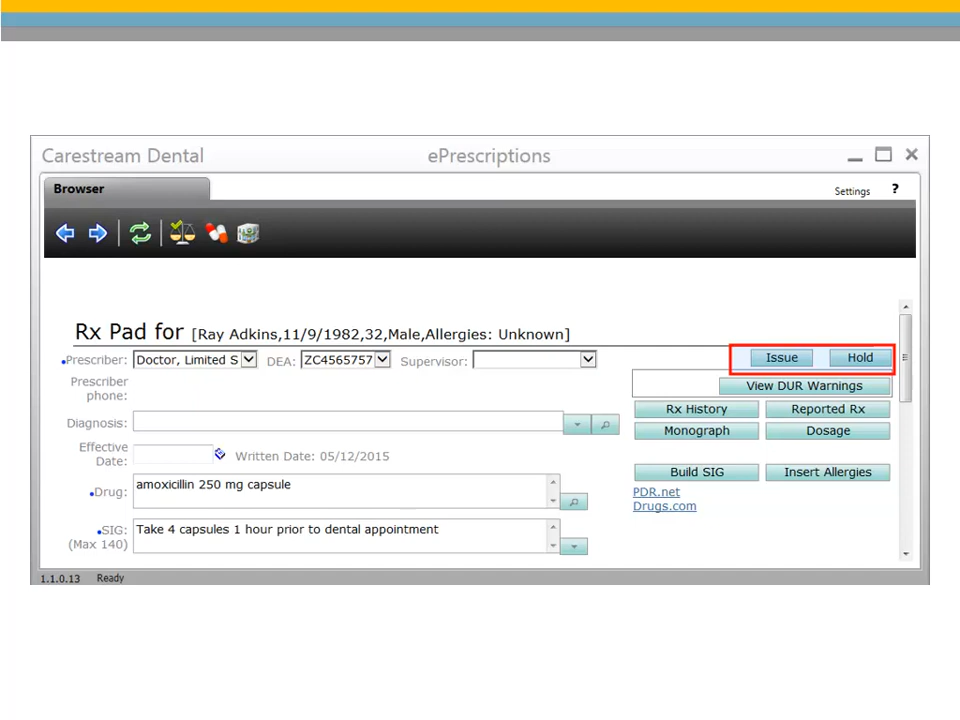 Carestream Dental ePrescriptions
Browser
Settings ?
Rx Pad for [Ray Adkins,11/9/1982,32,Male,Allergies: Unknown]
Prescriber: Doctor, Limited S DEA: ZC4565757 Supervisor:
Issue Hold
Prescriber phone:
View DUR Warnings
Rx History Reported Rx
Diagnosis:
Monograph Dosage
Effective Date: Written Date: 05/12/2015
Build SIG Insert Allergies
Drug: amoxicillin 250 mg capsule
PDR.net
Drugs.com
SIG: Take 4 capsules 1 hour prior to dental appointment
(Max 140)
1.1.0.13 Ready